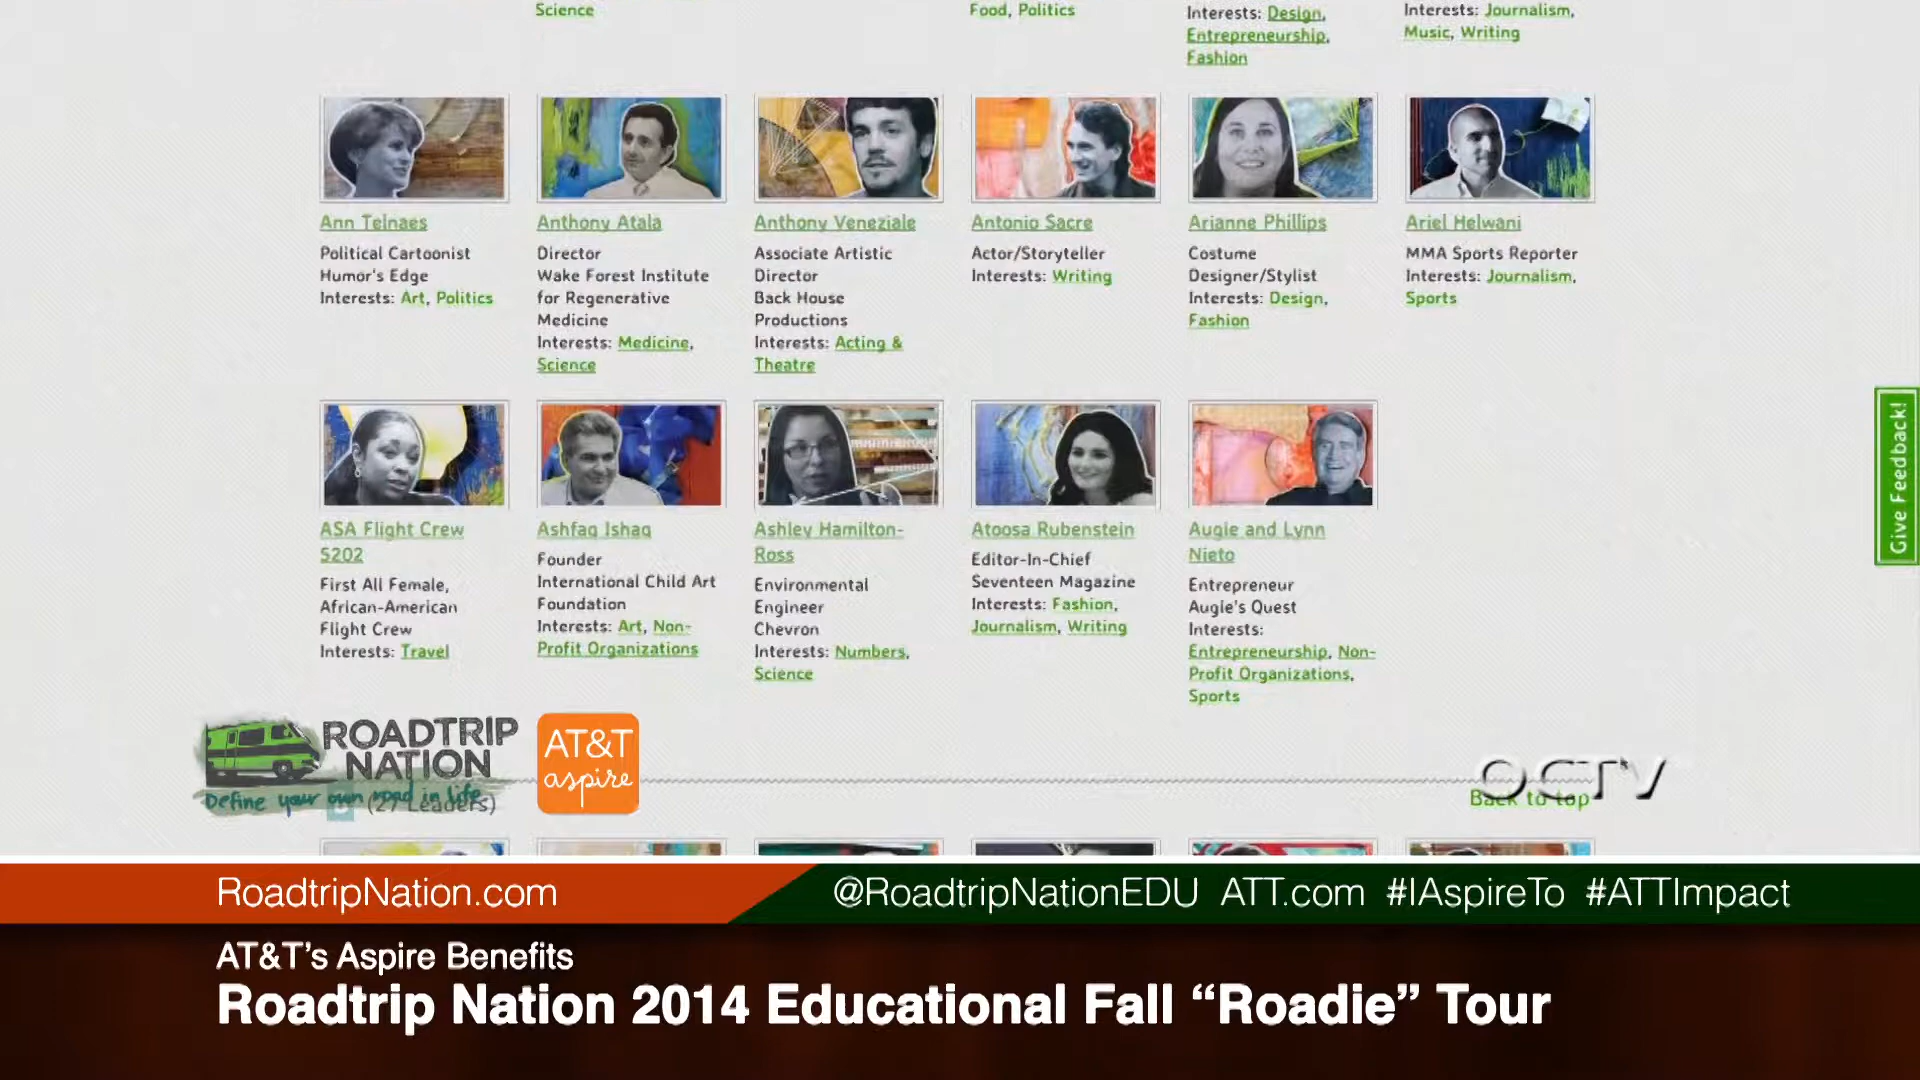 Science
Food, Politics
Interests: Design,
Entrepreneurship,
Fashion
Interests: Journalism,
Music, Writing
Ann Telnaes
Political Cartoonist
Humor's Edge
Interests: Art, Politics
Anthony Atala
Director
Wake Forest Institute
for Regenerative
Medicine
Interests: Medicine,
Science
Anthony Veneziale
Associate Artistic
Director
Back House
Productions
Interests: Acting &
Theatre
Antonio Sacre
Actor/Storyteller
Interests: Writing
Arianne Phillips
Costume
Designer/Stylist
Interests: Design,
Fashion
Ariel Helwani
MMA Sports Reporter
Interests: Journalism,
Sports
ASA Flight Crew
5202
First All Female,
African-American
Flight Crew
Interests: Travel
Ashfaq Ishaq
Founder
International Child Art
Foundation
Interests: Art, Non-
Profit Organizations
Ashley Hamilton-
Ross
Environmental
Engineer
Chevron
Interests: Numbers,
Science
Atoosa Rubenstein
Editor-In-Chief
Seventeen Magazine
Interests: Fashion,
Journalism, Writing
Augie and Lynn
Nieto
Entrepreneur
Augie's Quest
Interests:
Entrepreneurship, Non-
Profit Organizations,
Sports
Give Feedback!
ROADTRIP
NATION
Define your own road in life
(27 Leaders)
AT&T
aspire
OCTV
Back to top
RoadtripNation.com
@RoadtripNationEDU ATT.com #IAspireTo #ATTImpact
AT&T's Aspire Benefits
Roadtrip Nation 2014 Educational Fall “Roadie” Tour